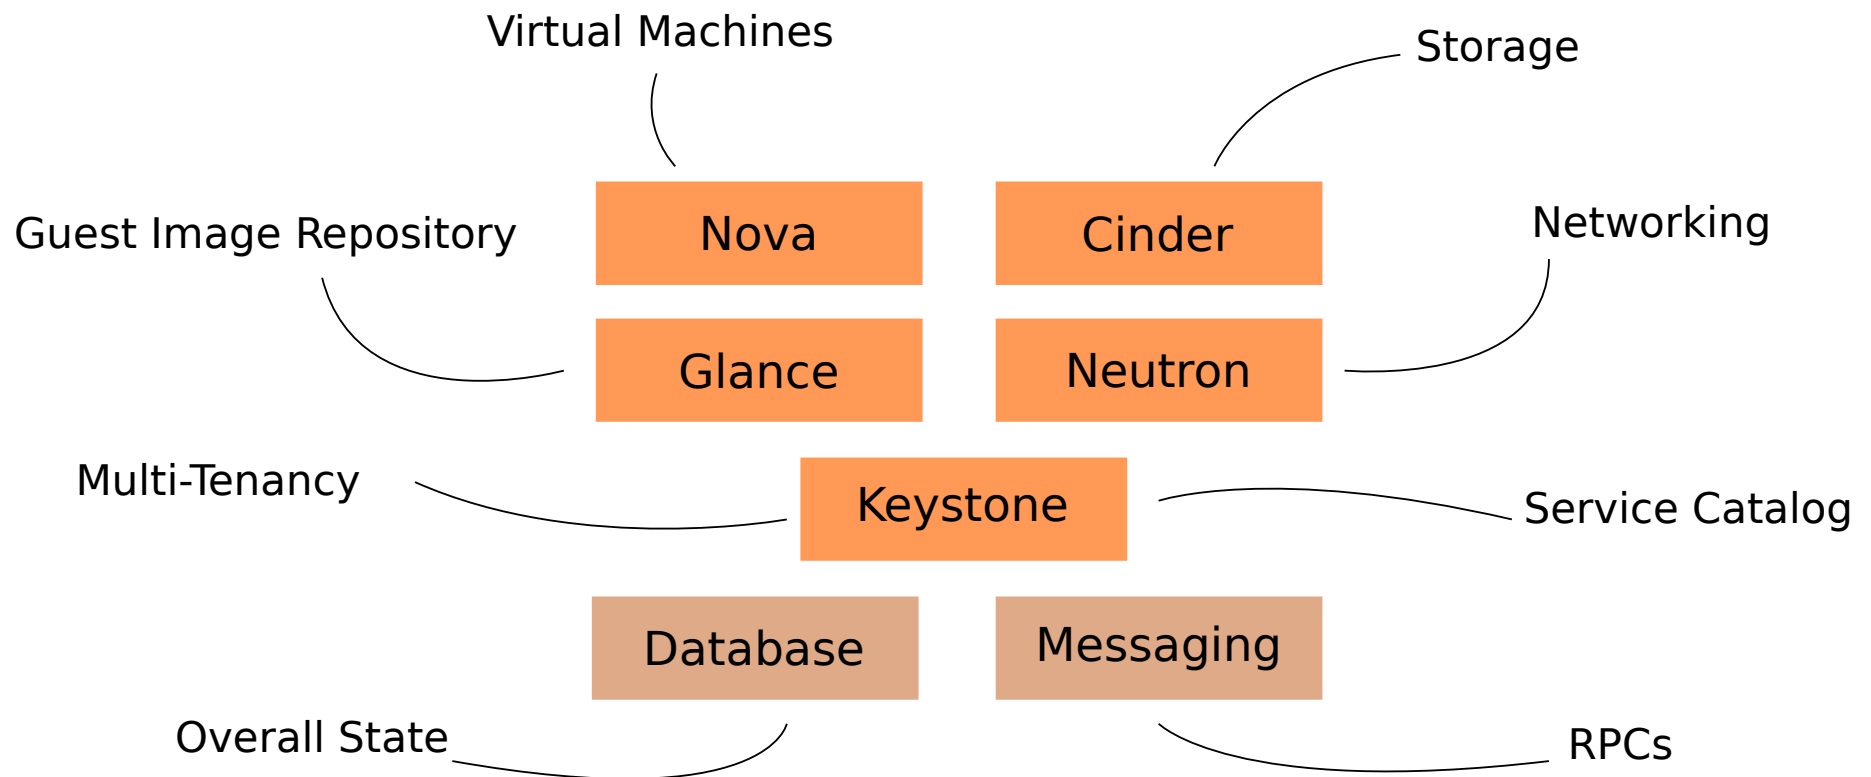 Virtual Machines
Storage
Guest Image Repository
Nova
Cinder
Networking
Glance
Neutron
Multi-Tenancy
Keystone
Service Catalog
Database
Messaging
Overall State
RPCs